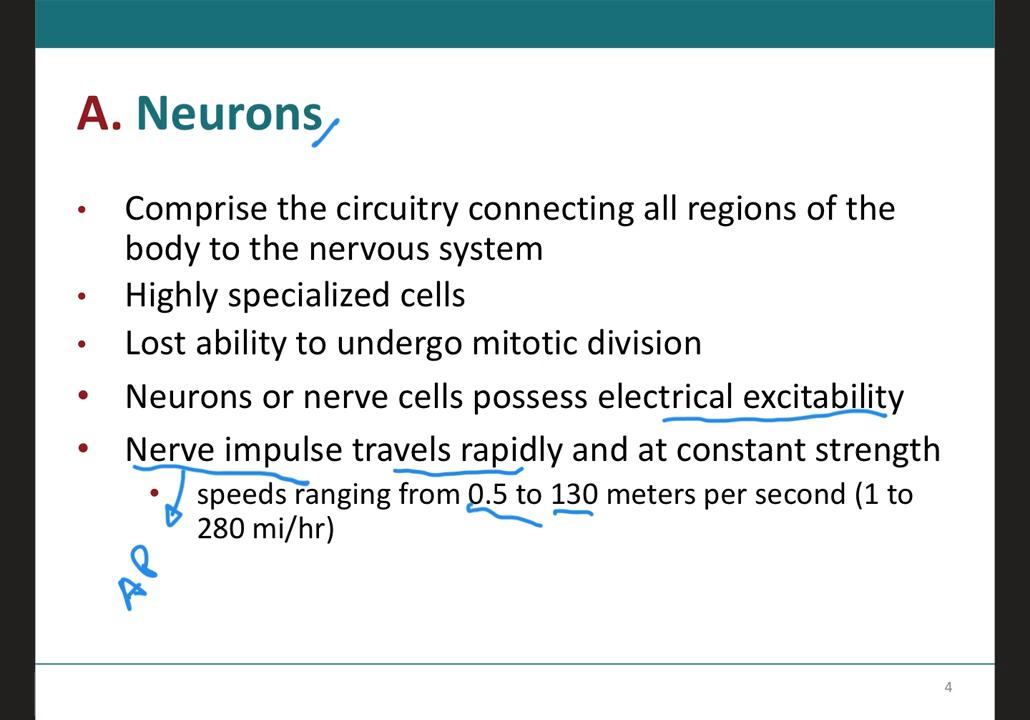 A. Neurons
• Comprise the circuitry connecting all regions of the
body to the nervous system
• Highly specialized cells
• Lost ability to undergo mitotic division
• Neurons or nerve cells possess electrical excitability
• Nerve impulse travels rapidly and at constant strength
• speeds ranging from 0.5 to 130 meters per second (1 to
280 mi/hr)
AP
4